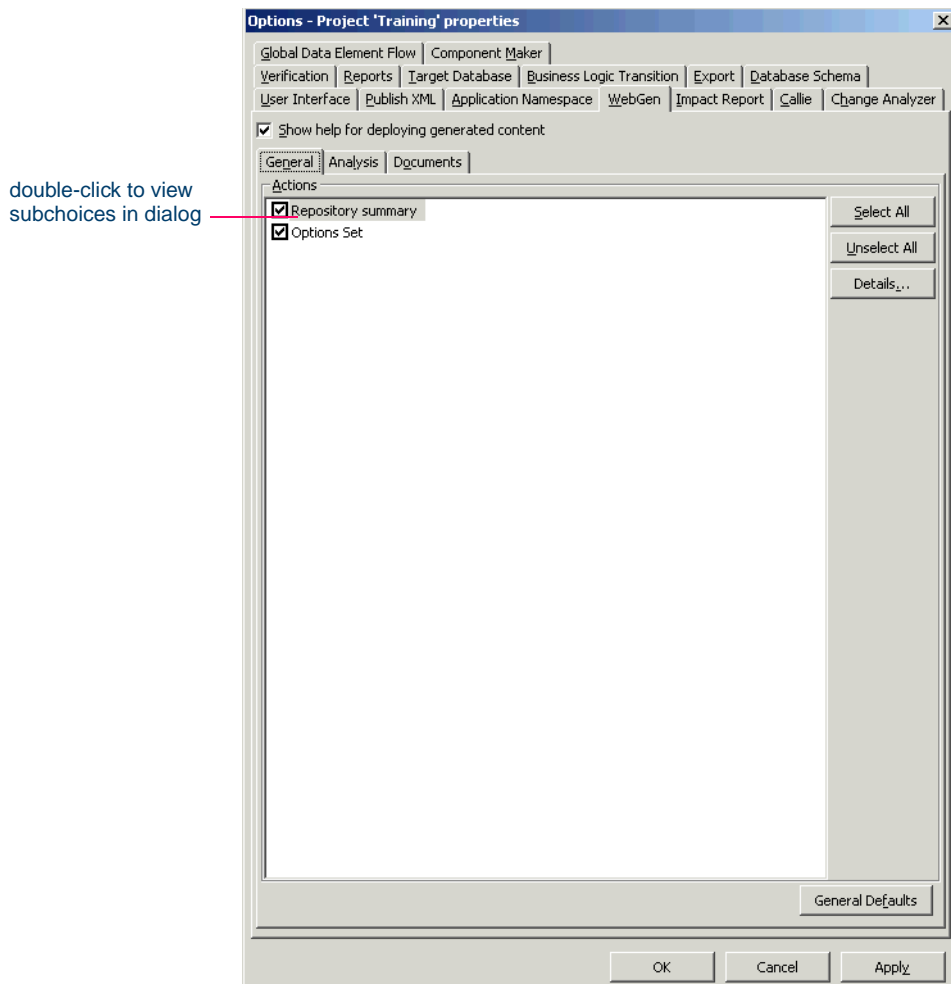 Options - Project 'Training' properties
Global Data Element Flow Component Maker
Verification Reports Target Database Business Logic Transition Export Database Schema
User Interface Publish XML Application Namespace WebGen Impact Report Callie Change Analyzer
Show help for deploying generated content
General Analysis Documents
Actions
double-click to view
subchoices in dialog
Repository summary
Options Set
Select All
Unselect All
Details...
General Defaults
OK Cancel Apply